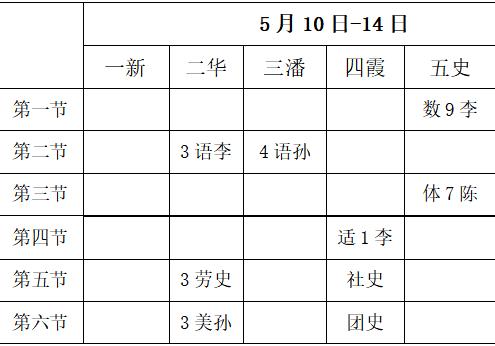 5月10日-14日
一新 二华 三潘 四霞 五史
第一节 数9李
第二节 3语李 4语孙
第三节 体7陈
第四节 适1李
第五节 3劳史 社史
第六节 3美孙 团史